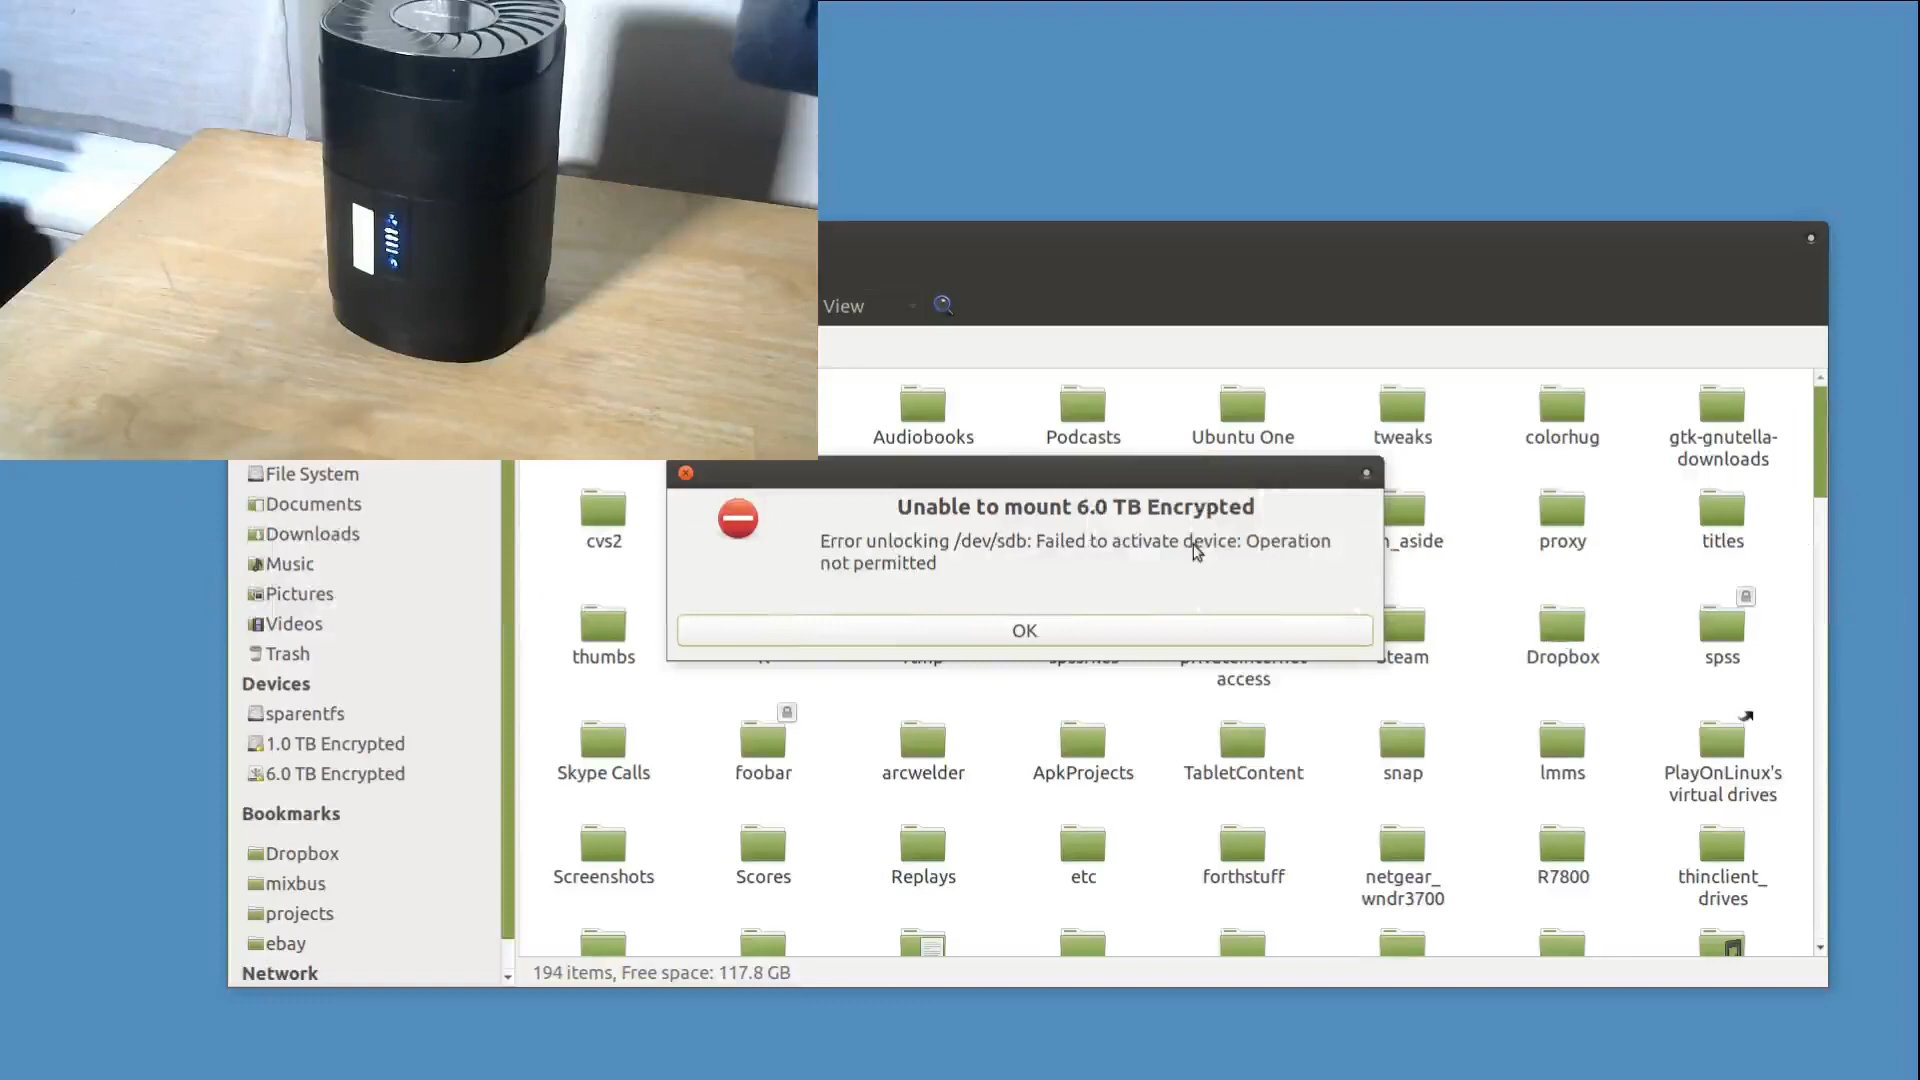 View
Audiobooks
Podcasts
Ubuntu One
tweaks
colorhug
gtk-gnutella-
downloads
File System
Documents
Downloads
Music
Pictures
Videos
Trash
Devices
sparentfs
1.0 TB Encrypted
6.0 TB Encrypted
Bookmarks
Dropbox
mixbus
projects
ebay
Network
Unable to mount 6.0 TB Encrypted
Error unlocking /dev/sdb: Failed to activate device: Operation
not permitted
OK
cvs2
n_aside
proxy
titles
thumbs
access
Steam
Dropbox
spss
Skype Calls
foobar
arcwelder
ApkProjects
TabletContent
snap
lmms
PlayOnLinux's
virtual drives
Screenshots
Scores
Replays
etc
forthstuff
netgear_
wndr3700
R7800
thinclient_
drives
194 items, Free space: 117.8 GB